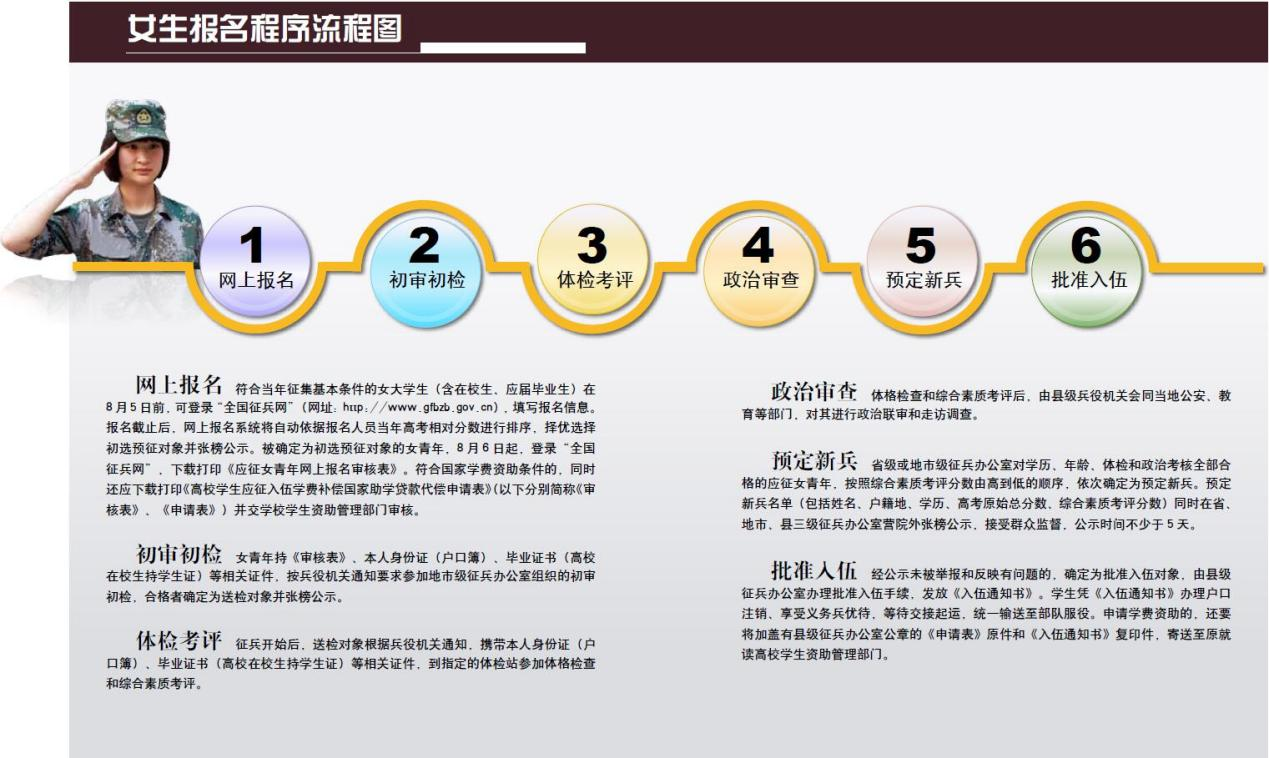 女生报名程序流程图
1
网上报名
2
初审初检
3
体检考评
4
政治审查
5
预定新兵
6
批准入伍
网上报名 符合当年征集基本条件的女大学生（含在校生、应届毕业生）在
8月5日前，可登录“全国征兵网”（网址：http://www.gfbzb.gov.cn），填写报名信息。
报名截止后，网上报名系统将自动依据报名人员当年高考相对分数进行排序，择优选择
初选预征对象并张榜公示。被确定为初选预征对象的女青年，8月6日起，登录“全国
征兵网”，下载打印《应征女青年网上报名审核表》。符合国家学费资助条件的，同时
还应下载打印《高校学生应征入伍学费补偿国家助学贷款代偿申请表》（以下分别简称《审
核表》、《申请表》）并交学校学生资助管理部门审核。
初审初检 女青年持《审核表》、本人身份证（户口簿）、毕业证书（高校
在校生持学生证）等相关证件，按兵役机关通知要求参加地市级征兵办公室组织的初审
初检，合格者确定为送检对象并张榜公示。
体检考评 征兵开始后，送检对象根据兵役机关通知，携带本人身份证（户
口簿）、毕业证书（高校在校生持学生证）等相关证件，到指定的体检站参加体格检查
和综合素质考评。
政治审查 体格检查和综合素质考评后，由县级兵役机关会同当地公安、教
育等部门，对其进行政治联审和走访调查。
预定新兵 省级或地市级征兵办公室对学历、年龄、体检和政治考核全部合
格的应征女青年，按照综合素质考评分数由高到低的顺序，依次确定为预定新兵。预定
新兵名单（包括姓名、户籍地、学历、高考原始总分数、综合素质考评分数）同时在省、
地市、县三级征兵办公室营院外张榜公示，接受群众监督，公示时间不少于5天。
批准入伍 经公示未被举报和反映有问题的，确定为批准入伍对象，由县级
征兵办公室办理批准入伍手续，发放《入伍通知书》。学生凭《入伍通知书》办理户口
注销、享受义务兵优待，等待交接起运，统一输送至部队服役。申请学费资助的，还要
将加盖有县级征兵办公室公章的《申请表》原件和《入伍通知书》复印件，寄送至原就
读高校学生资助管理部门。